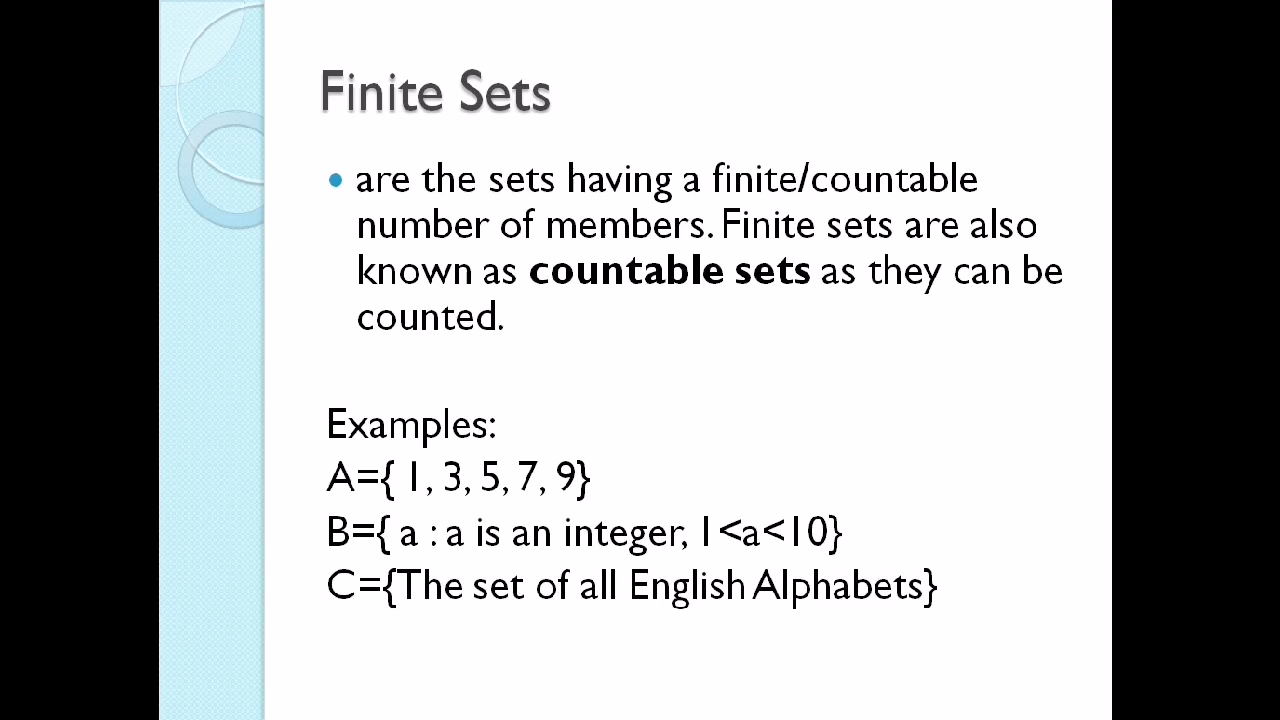 Finite Sets
• are the sets having a finite/countable
number of members. Finite sets are also
known as countable sets as they can be
counted.
Examples:
A={ 1, 3, 5, 7, 9}
B={ a : a is an integer, 1<a<10}
C={The set of all English Alphabets}